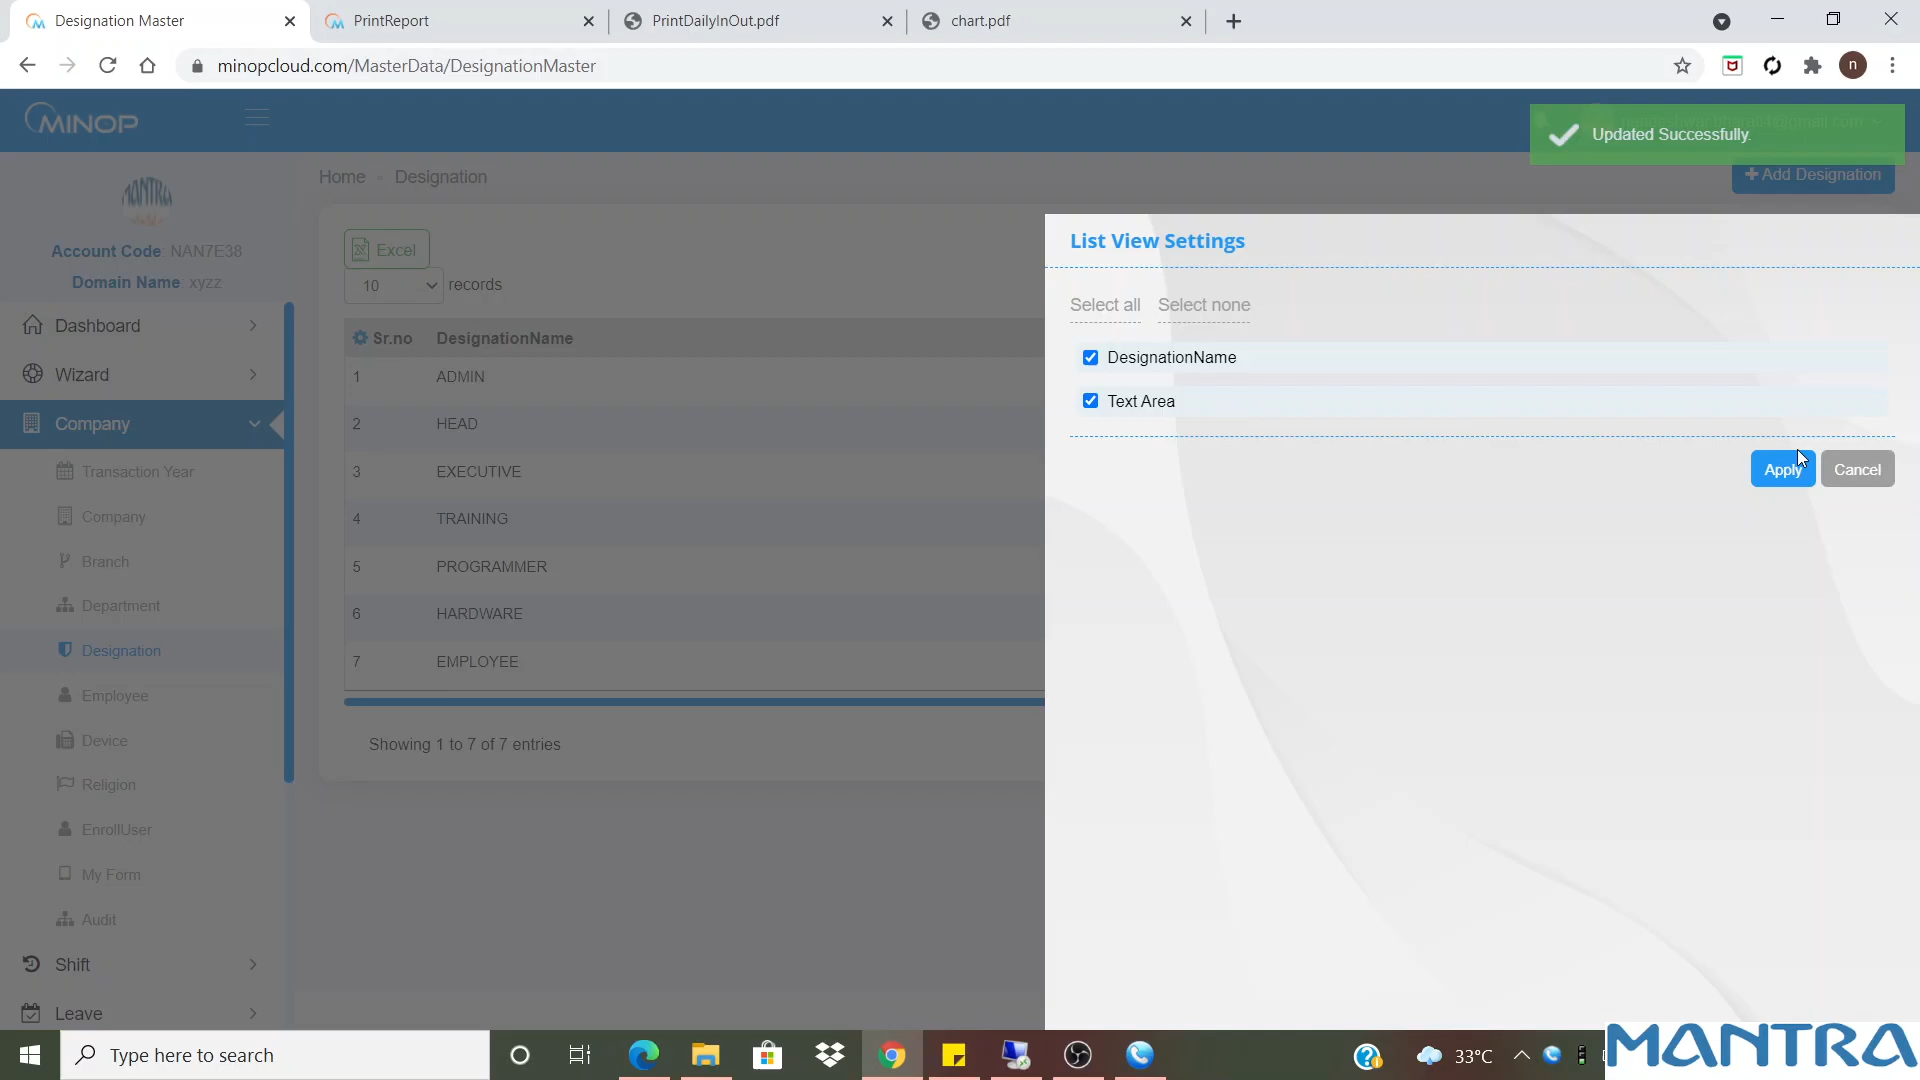 Designation Master
PrintReport
PrintDailyInOut.pdf
chart.pdf
minopcloud.com/MasterData/DesignationMaster
n
MINOP
Updated Successfully.
MANTRA
Account Code NAN7E38
Domain Name xyzz
Dashboard
Wizard
Company
Transaction Year
Company
Branch
Department
Designation
Employee
Device
Religion
EnrollUser
My Form
Audit
Shift
Leave
Home - Designation
+ Add Designation
Excel
10 records
Sr.no DesignationName
1 ADMIN
2 HEAD
3 EXECUTIVE
4 TRAINING
5 PROGRAMMER
6 HARDWARE
7 EMPLOYEE
Showing 1 to 7 of 7 entries
List View Settings
Select all Select none
DesignationName
Text Area
Apply Cancel
Type here to search
33°C
MANTRA